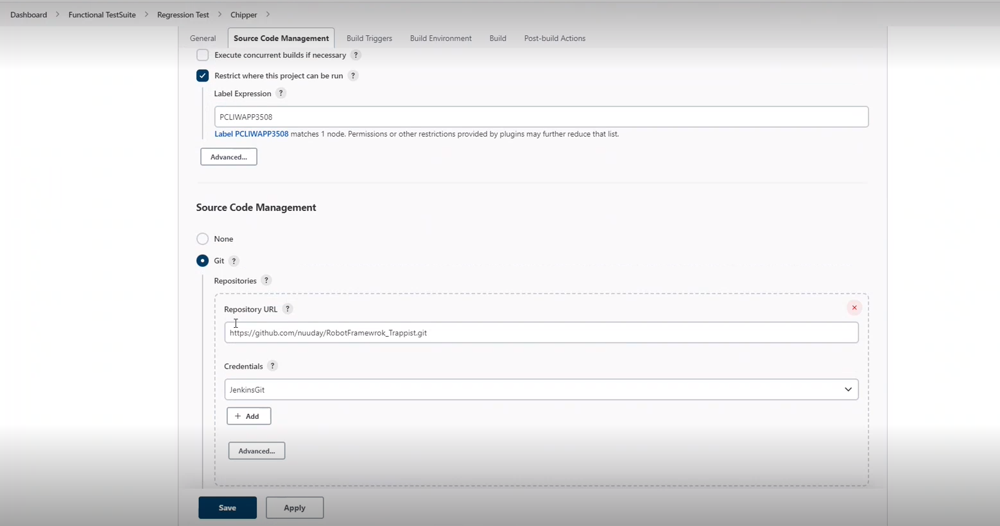 Dashboard > Functional TestSuite > Regression Test > Chipper >
General Source Code Management Build Triggers Build Environment Build Post-build Actions
Execute concurrent builds if necessary ?
Restrict where this project can be run ?
Label Expression ?
PCLIWAPP3508
Label PCLIWAPP3508 matches 1 node. Permissions or other restrictions provided by plugins may further reduce that list.
Advanced...
Source Code Management
None
Git ?
Repositories ?
Repository URL ?
https://github.com/nuuday/RobotFramewrok_Trappist.git
Credentials ?
JenkinsGit
+ Add
Advanced...
Save Apply